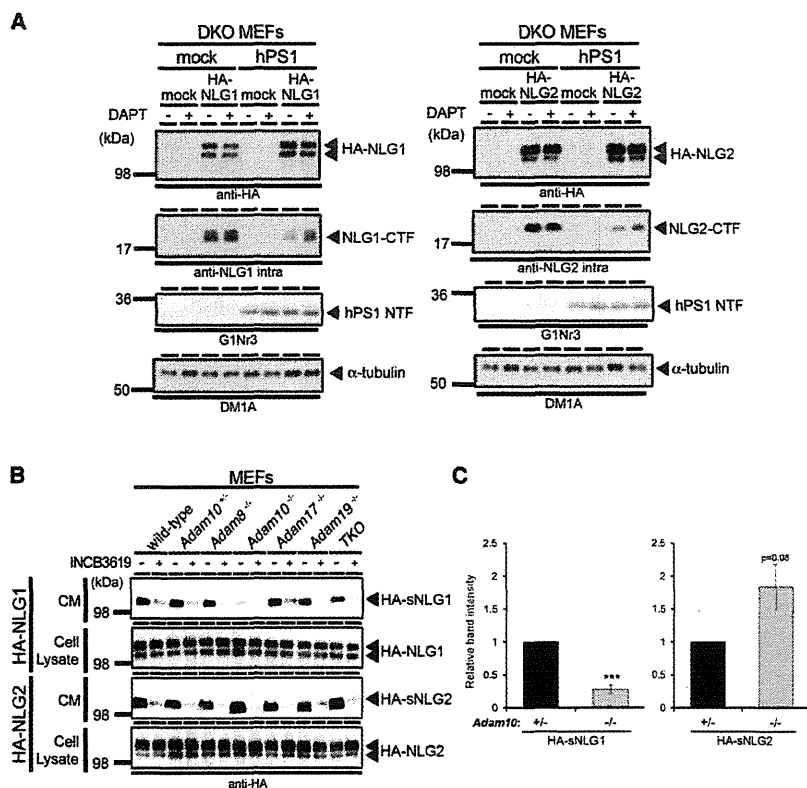 A
DKO MEFs
mock hPS1
mock HA-NLG1 mock HA-NLG1
DAPT - + - + - + - +
(kDa)
98
HA-NLG1
anti-HA
17
NLG1-CTF
anti-NLG1 intra
36
hPS1 NTF
G1Nr3
50
α-tubulin
DM1A
DKO MEFs
mock hPS1
mock HA-NLG2 mock HA-NLG2
DAPT - + - + - + - +
(kDa)
98
HA-NLG2
anti-HA
17
NLG2-CTF
anti-NLG2 intra
36
hPS1 NTF
G1Nr3
50
α-tubulin
DM1A
B
MEFs
wild-type Adam10+/- Adam8-/- Adam10-/- Adam17-/- Adam19-/- TKO
INCB3619 - + - + - + - + - + - + - +
(kDa)
HA-NLG1
CM
98
HA-sNLG1
Cell Lysate
98
HA-NLG1
HA-NLG2
CM
98
HA-sNLG2
Cell Lysate
98
HA-NLG2
anti-HA
C
Relative band intensity
2.5
2
1.5
1
0.5
0
***
Adam10: +/- -/-
HA-sNLG1
2.5
2
1.5
1
0.5
0
+/- -/-
HA-sNLG2